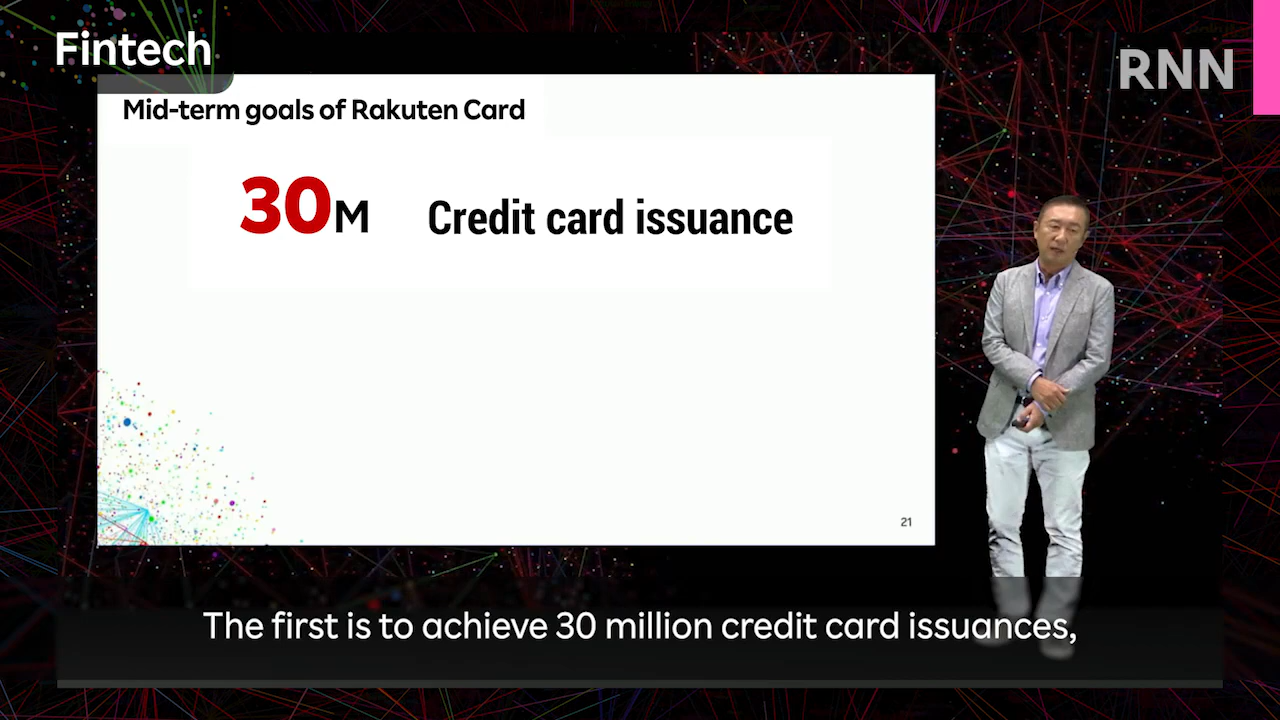 Fintech
RNN
Mid-term goals of Rakuten Card
30M Credit card issuance
21
The first is to achieve 30 million credit card issuances,